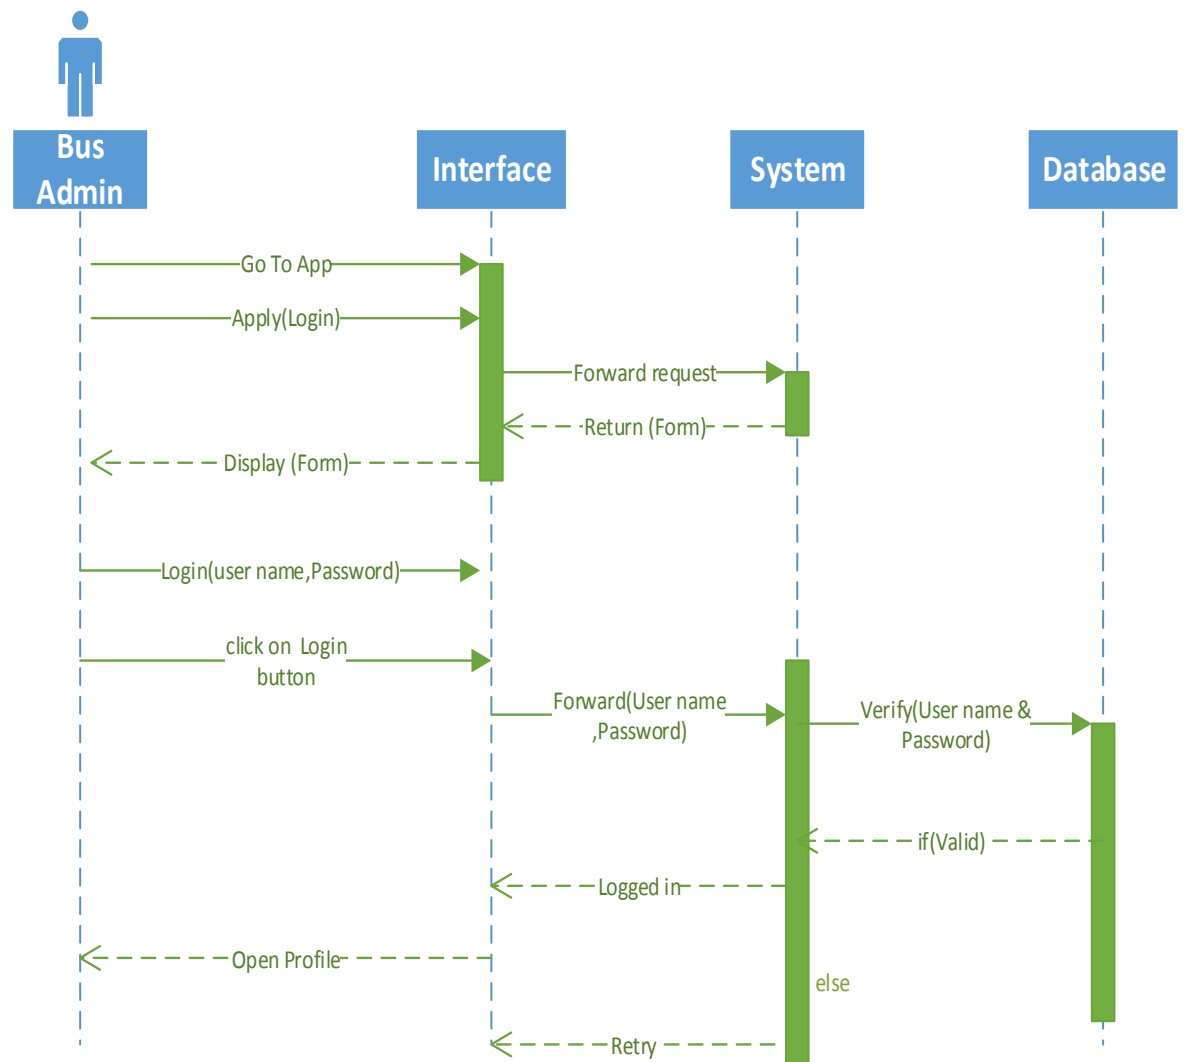 Bus
Admin
Interface
System
Database
Go To App
Apply(Login)
Forward request
Return (Form)
Display (Form)
Login(user name,Password)
click on Login
button
Forward(User name
,Password)
Verify(User name &
Password)
if(Valid)
Logged in
Open Profile
else
Retry